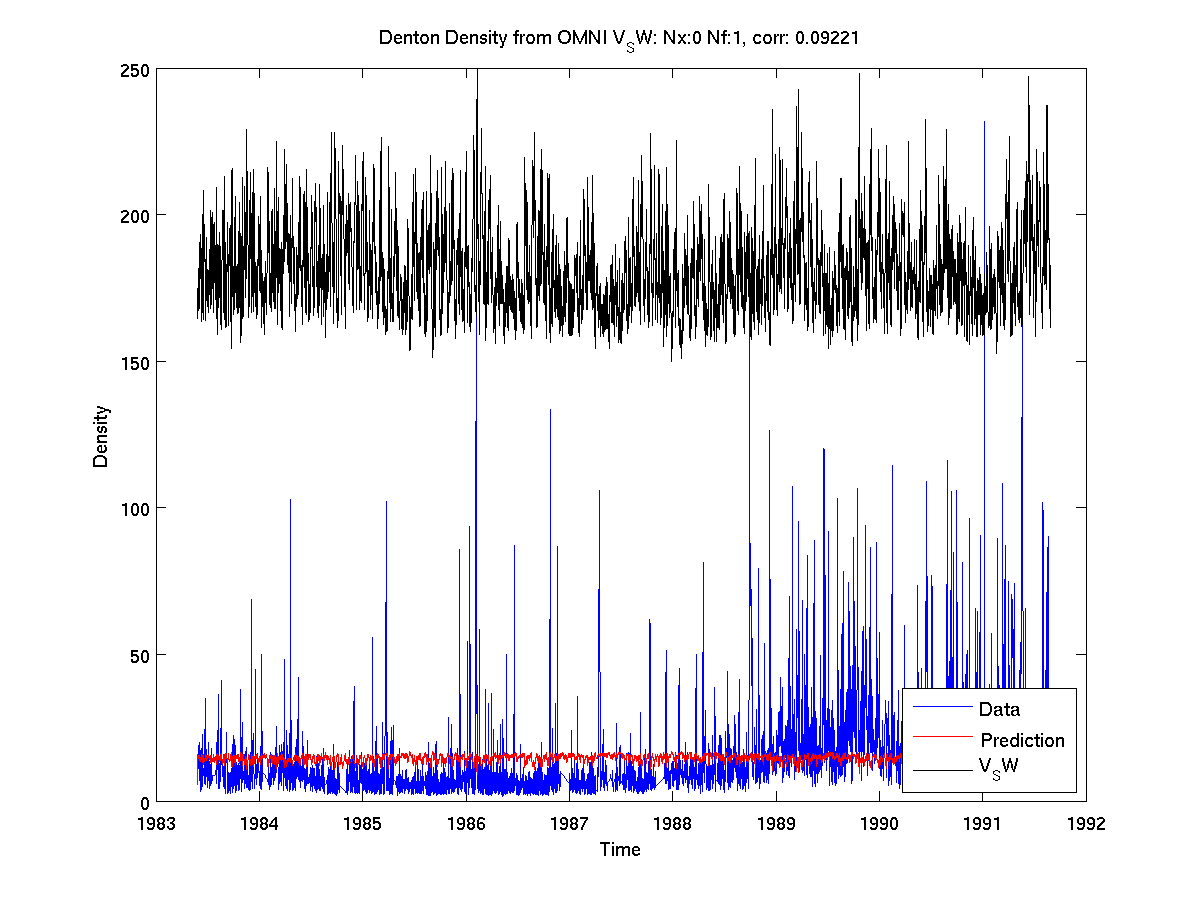 Denton Density from OMNI V_SW: Nx:0 Nf:1, corr: 0.09221
250
200
150
100
50
0
Density
1983 1984 1985 1986 1987 1988 1989 1990 1991 1992
Time
Data
Prediction
V_SW